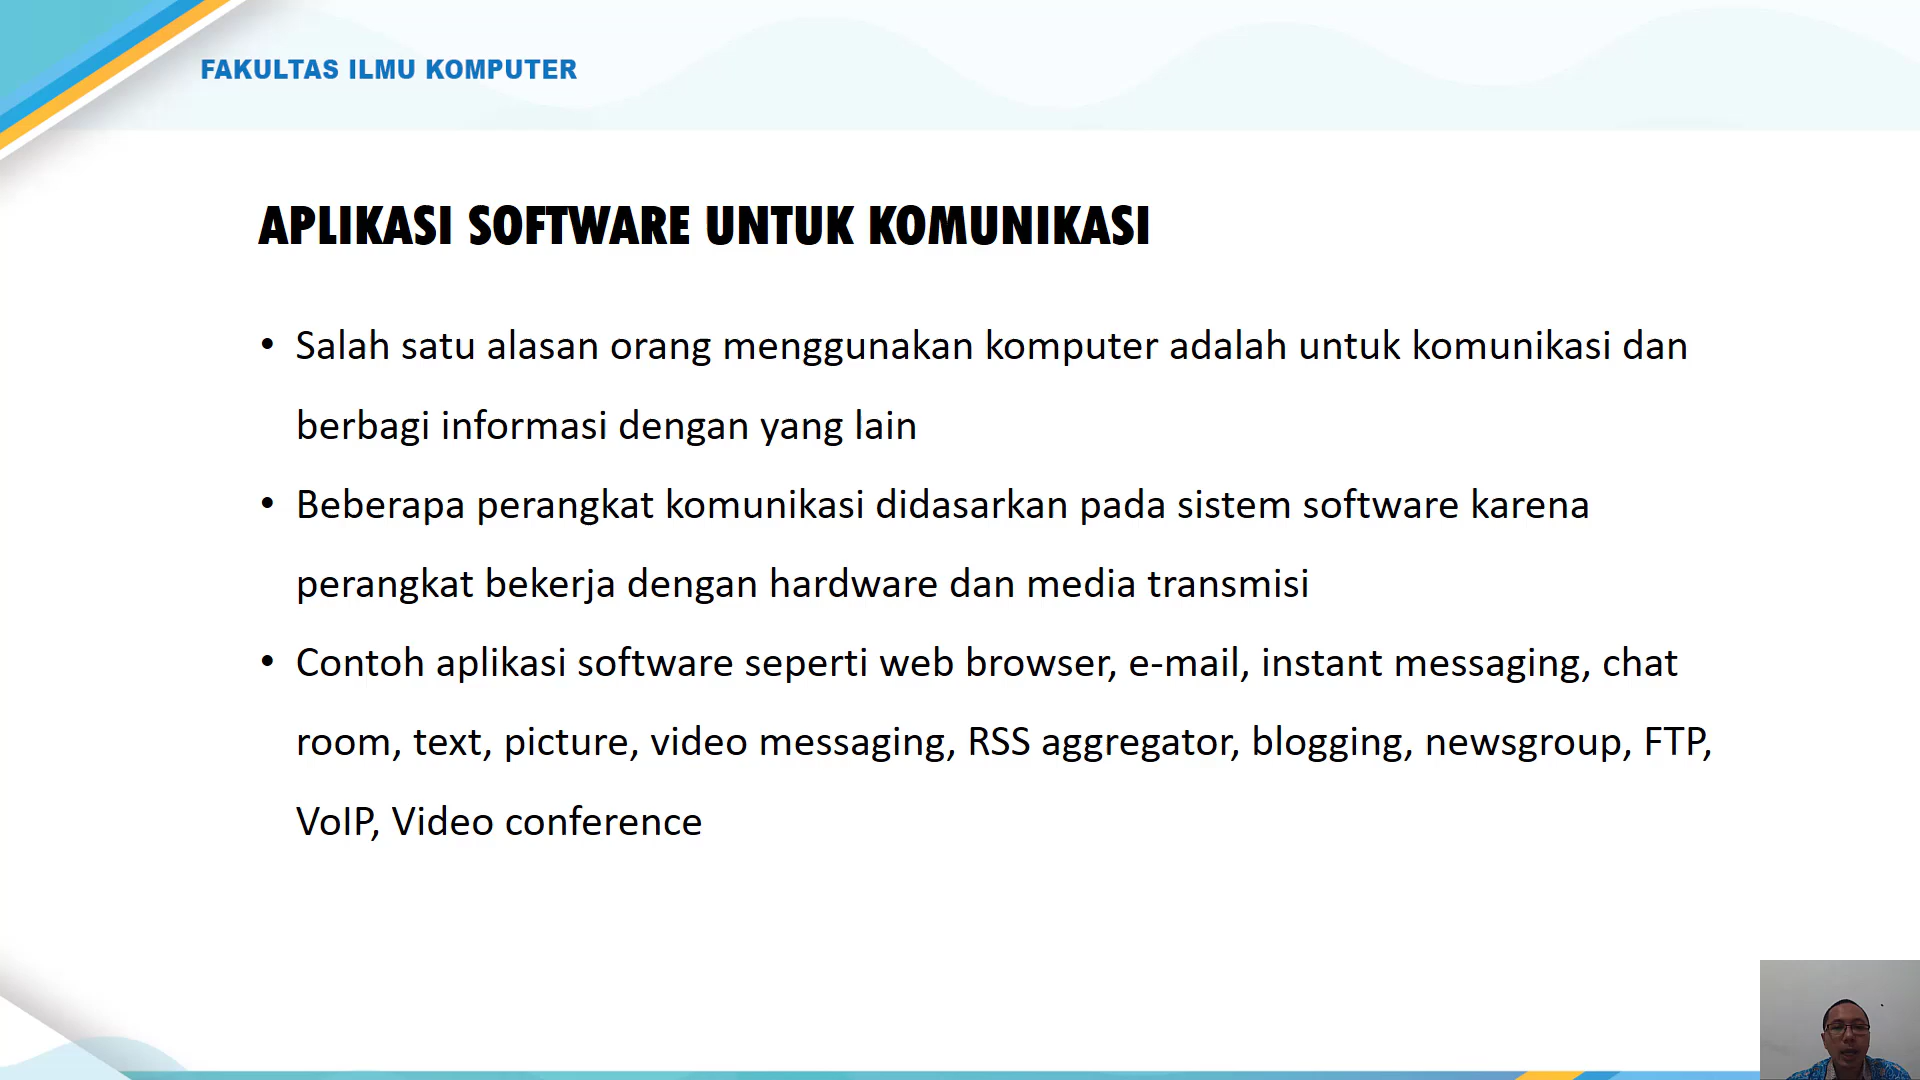 FAKULTAS ILMU KOMPUTER
APLIKASI SOFTWARE UNTUK KOMUNIKASI
• Salah satu alasan orang menggunakan komputer adalah untuk komunikasi dan
berbagi informasi dengan yang lain
• Beberapa perangkat komunikasi didasarkan pada sistem software karena
perangkat bekerja dengan hardware dan media transmisi
• Contoh aplikasi software seperti web browser, e-mail, instant messaging, chat
room, text, picture, video messaging, RSS aggregator, blogging, newsgroup, FTP,
VoIP, Video conference